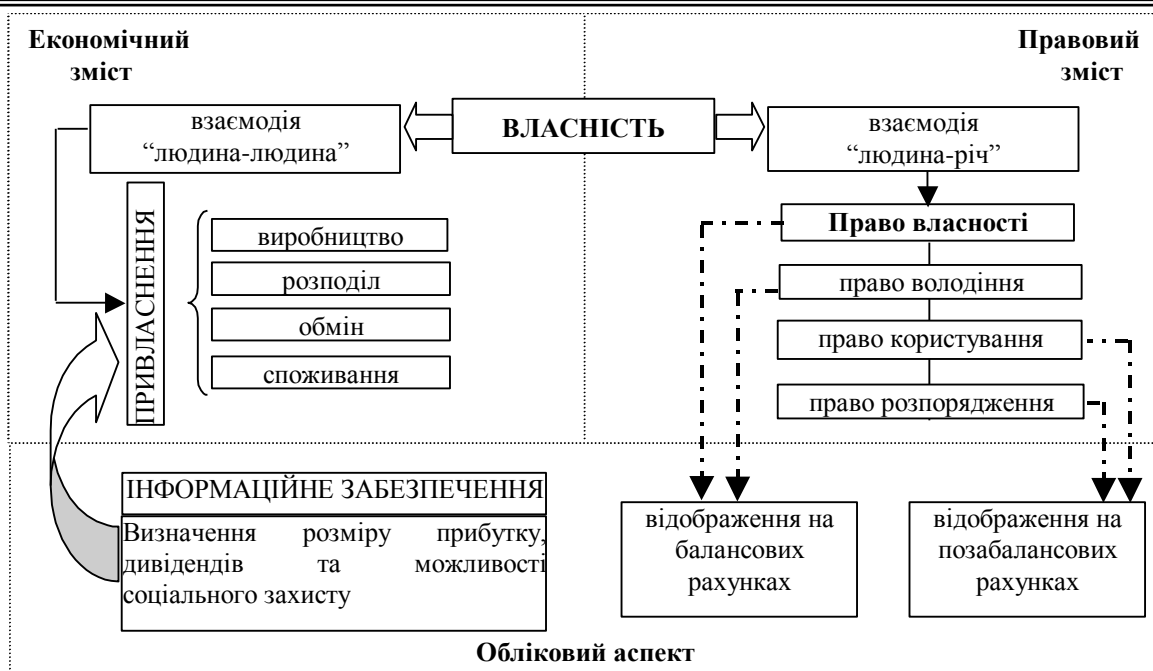 Економічний
зміст
Правовий
зміст
ВЛАСНІСТЬ
взаємодія
“людина-людина”
взаємодія
“людина-річ”
ПРИВЛАСНЕННЯ
виробництво
розподіл
обмін
споживання
Право власності
право володіння
право користування
право розпорядження
ІНФОРМАЦІЙНЕ ЗАБЕЗПЕЧЕННЯ
Визначення розміру прибутку,
дивідендів та можливості
соціального захисту
відображення на
балансових
рахунках
відображення на
позабалансових
рахунках
Обліковий аспект